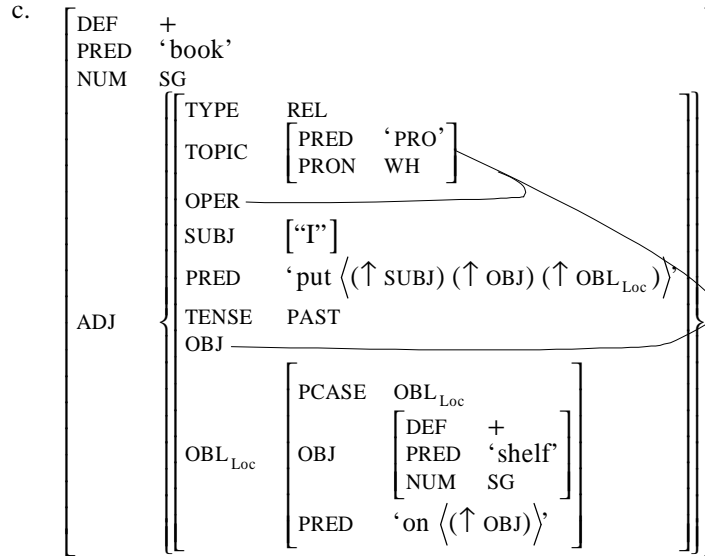 c.
DEF +
PRED ‘book’
NUM SG
TYPE REL
TOPIC PRED ‘PRO’
PRON WH
OPER
SUBJ [“I”]
PRED ‘put ⟨(↑ SUBJ) (↑ OBJ) (↑ OBL_Loc)⟩’
ADJ TENSE PAST
OBJ
PCASE OBL_Loc
DEF +
OBL_Loc OBJ PRED ‘shelf’
NUM SG
PRED ‘on ⟨(↑ OBJ)⟩’